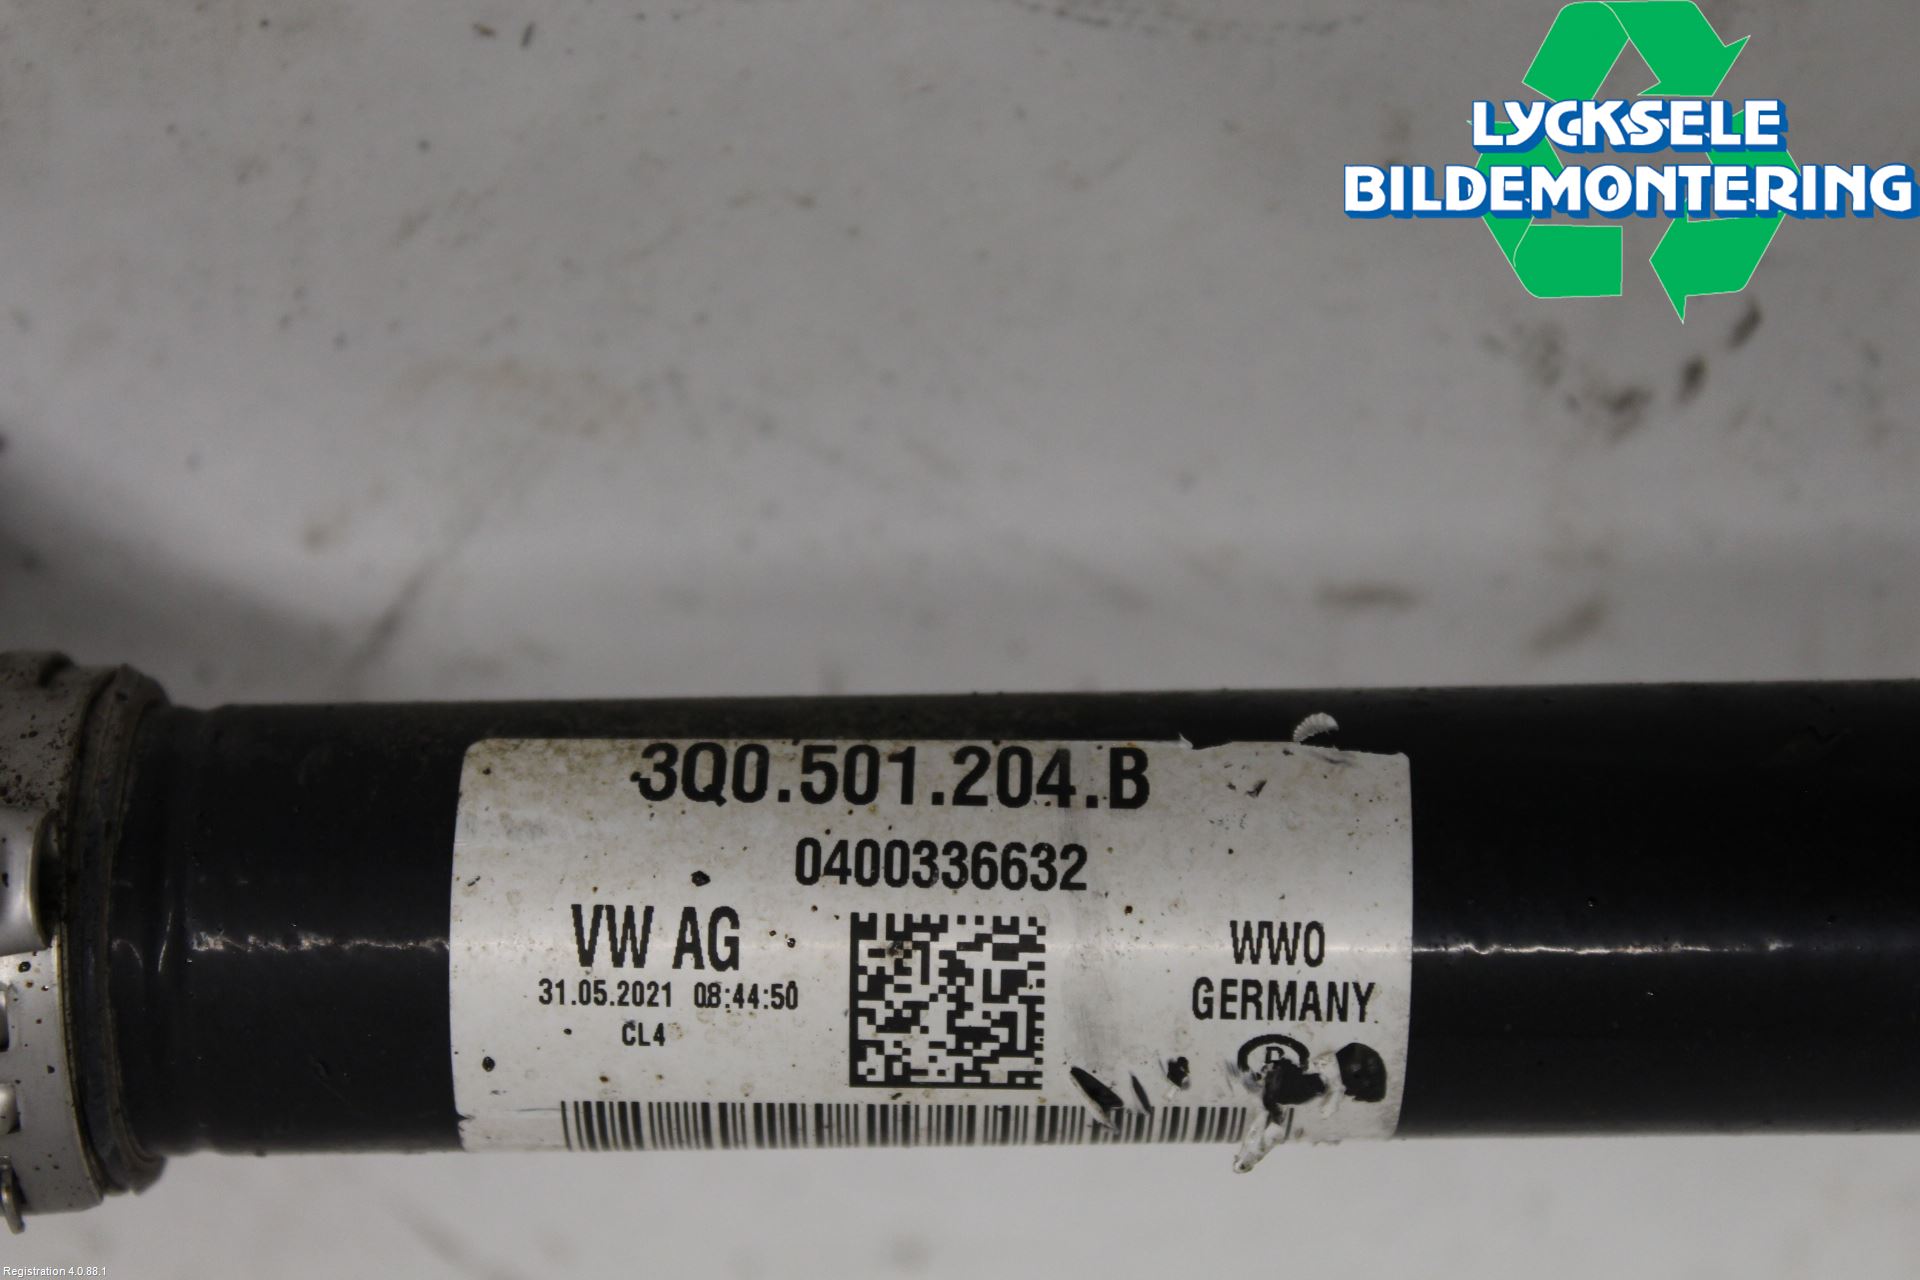 LYCKSELE
BILDEMONTERING
3Q0.501.204.B
0400336632
VW AG
31.05.2021 08:44:50
CL4
WWO
GERMANY
Registration 4.0.88.1